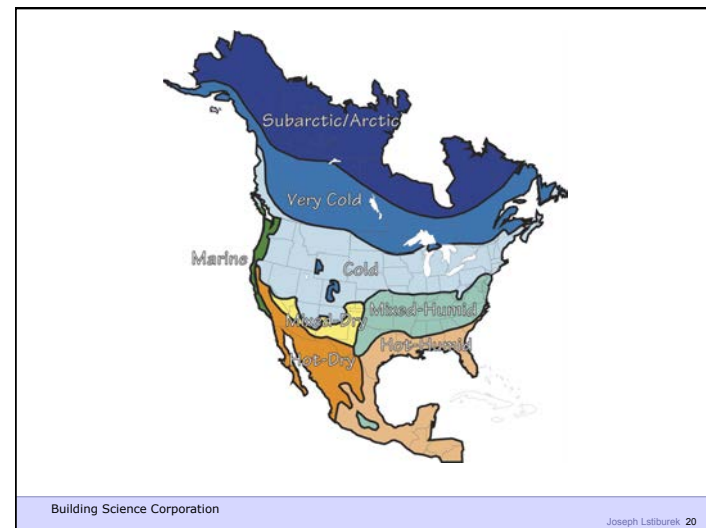 Subarctic/Arctic
Very Cold
Marine
Cold
Mixed-Humid
Mixed-Dry
Hot-Humid
Hot-Dry
Building Science Corporation
Joseph Lstiburek 20